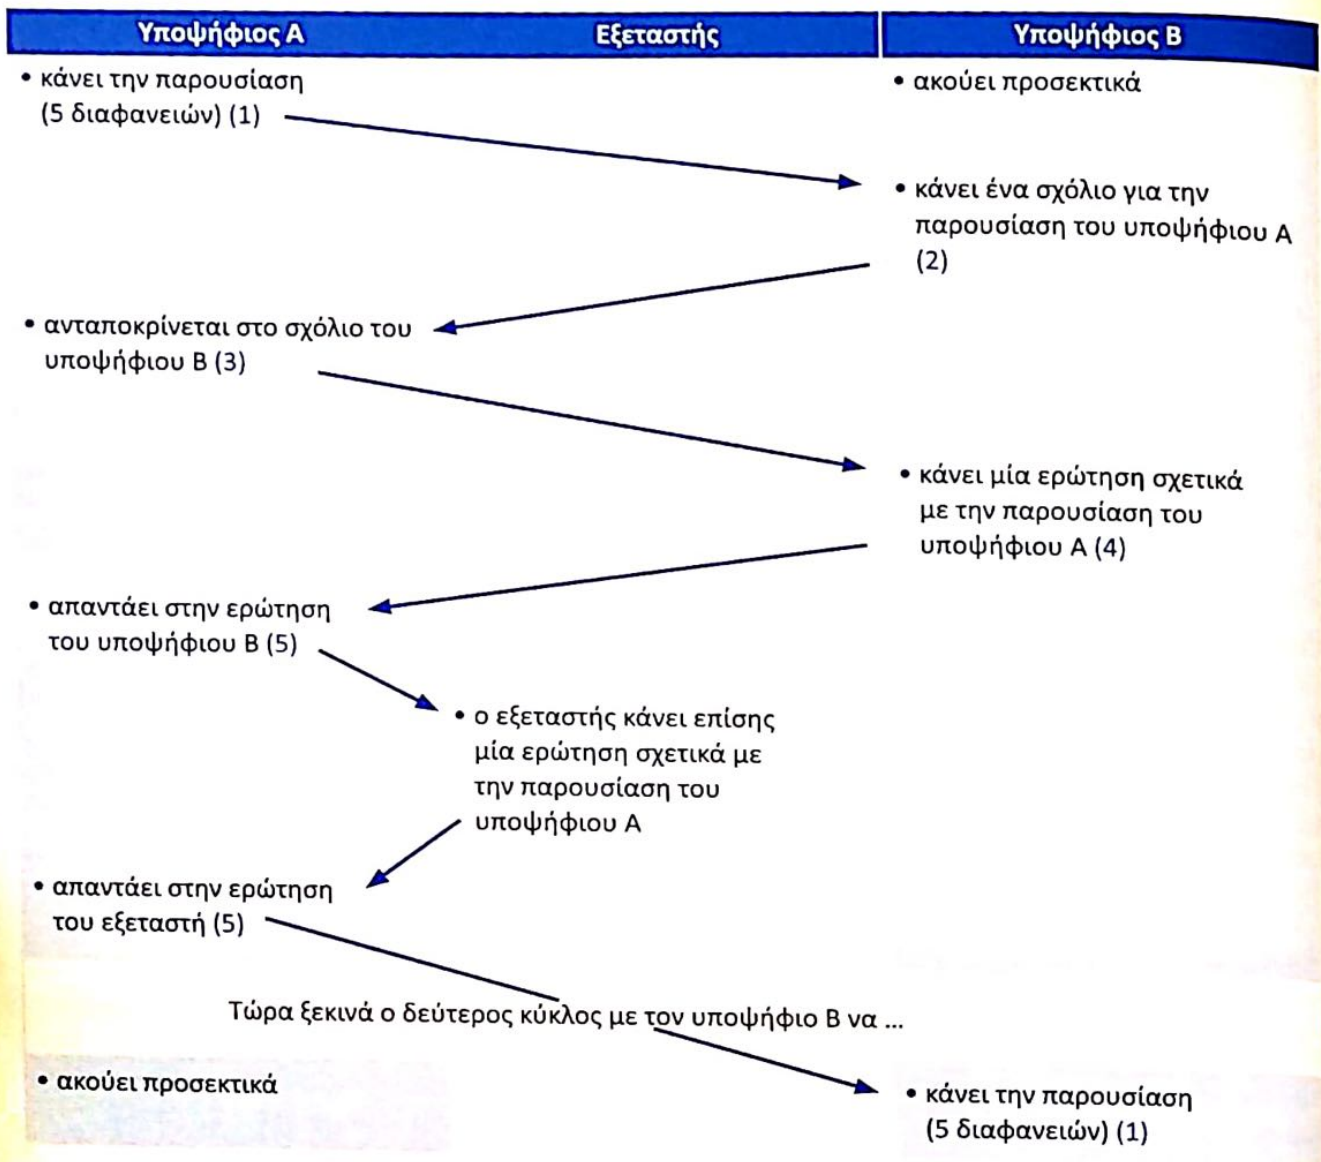 Υποψήφιος Α
Εξεταστής
Υποψήφιος Β
• κάνει την παρουσίαση
(5 διαφανειών) (1)
• ακούει προσεκτικά
• κάνει ένα σχόλιο για την
παρουσίαση του υποψήφιου Α
(2)
• ανταποκρίνεται στο σχόλιο του
υποψήφιου Β (3)
• κάνει μία ερώτηση σχετικά
με την παρουσίαση του
υποψήφιου Α (4)
• απαντάει στην ερώτηση
του υποψήφιου Β (5)
• ο εξεταστής κάνει επίσης
μία ερώτηση σχετικά με
την παρουσίαση του
υποψήφιου Α
• απαντάει στην ερώτηση
του εξεταστή (5)
Τώρα ξεκινά ο δεύτερος κύκλος με τον υποψήφιο Β να ...
• ακούει προσεκτικά
• κάνει την παρουσίαση
(5 διαφανειών) (1)